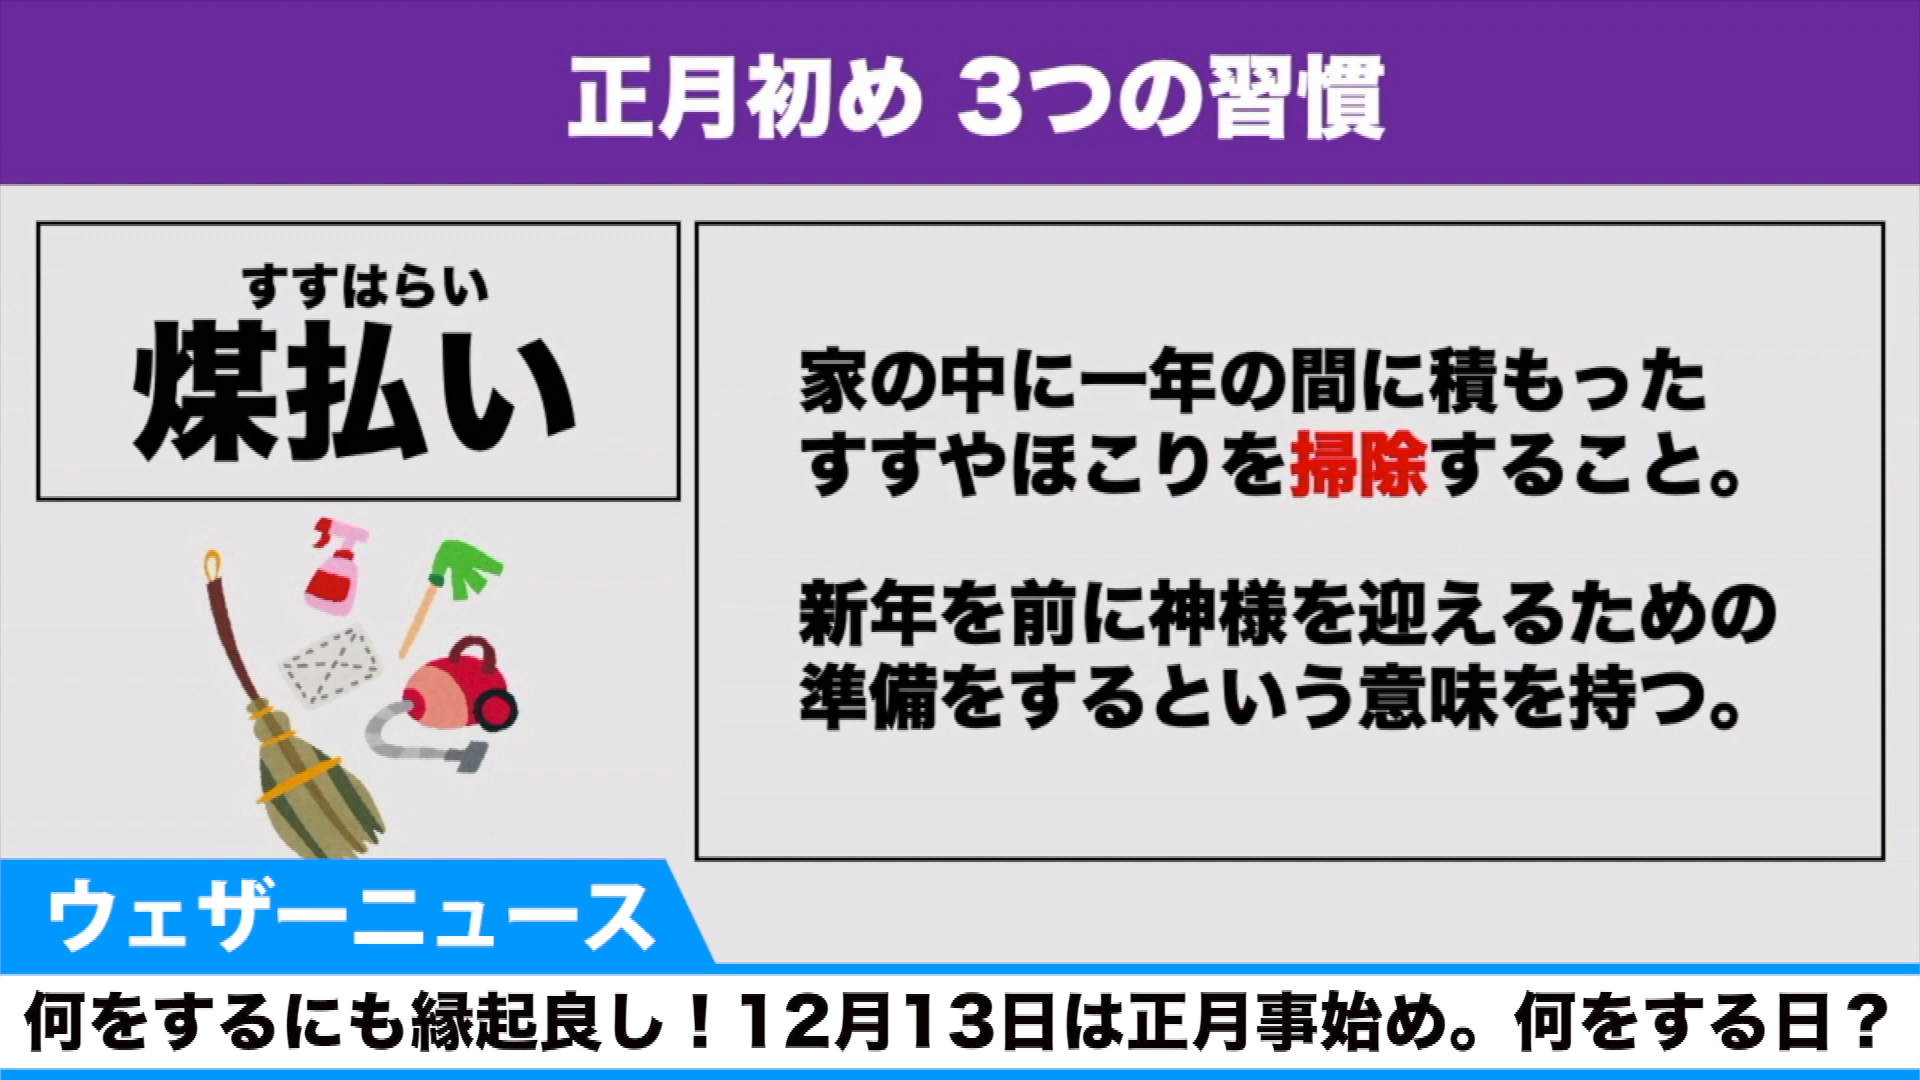 正月初め 3つの習慣
すすはらい
煤払い
家の中に一年の間に積もった
すすやほこりを掃除すること。
新年を前に神様を迎えるための
準備をするという意味を持つ。
ウェザーニュース
何をするにも縁起良し！12月13日は正月事始め。何をする日？